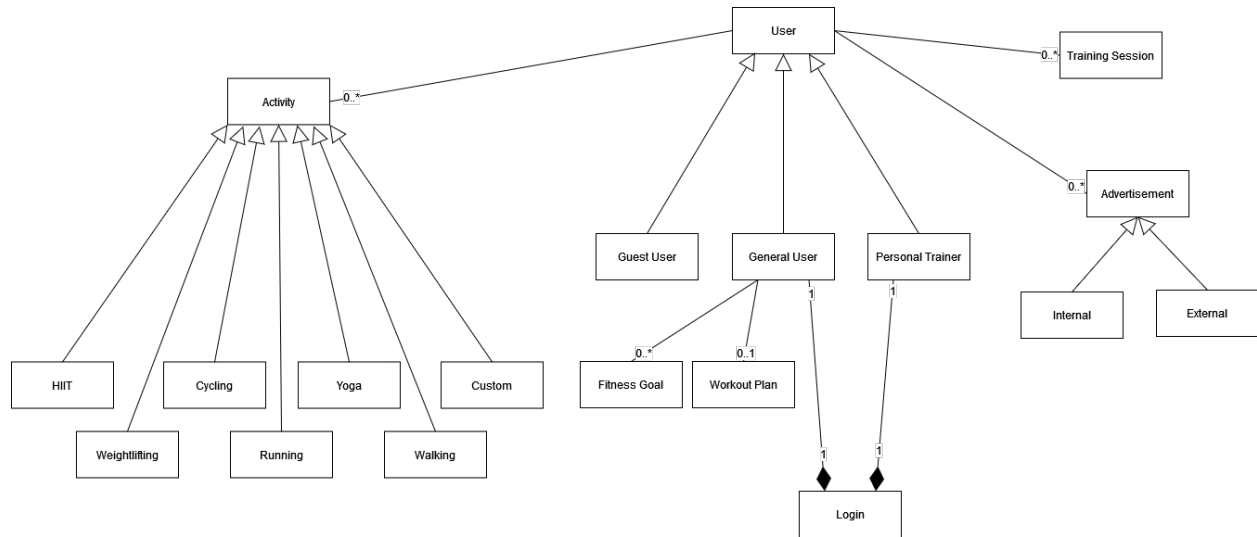 User
Training Session
0..*
Activity
0..*
Advertisement
0..*
Guest User
General User
Personal Trainer
1
1
Internal
External
0..*
0..1
HIIT
Cycling
Yoga
Custom
Fitness Goal
Workout Plan
Weightlifting
Running
Walking
1
1
Login